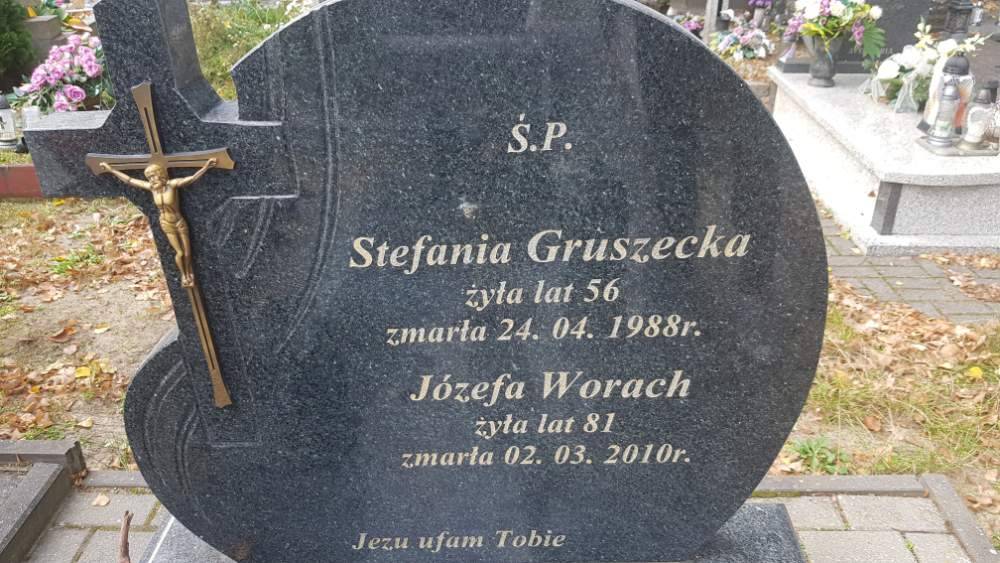 Ś.P.
Stefania Gruszecka
żyła lat 56
zmarła 24. 04. 1988r.
Józefa Worach
żyła lat 81
zmarła 02. 03. 2010r.
Jezu ufam Tobie